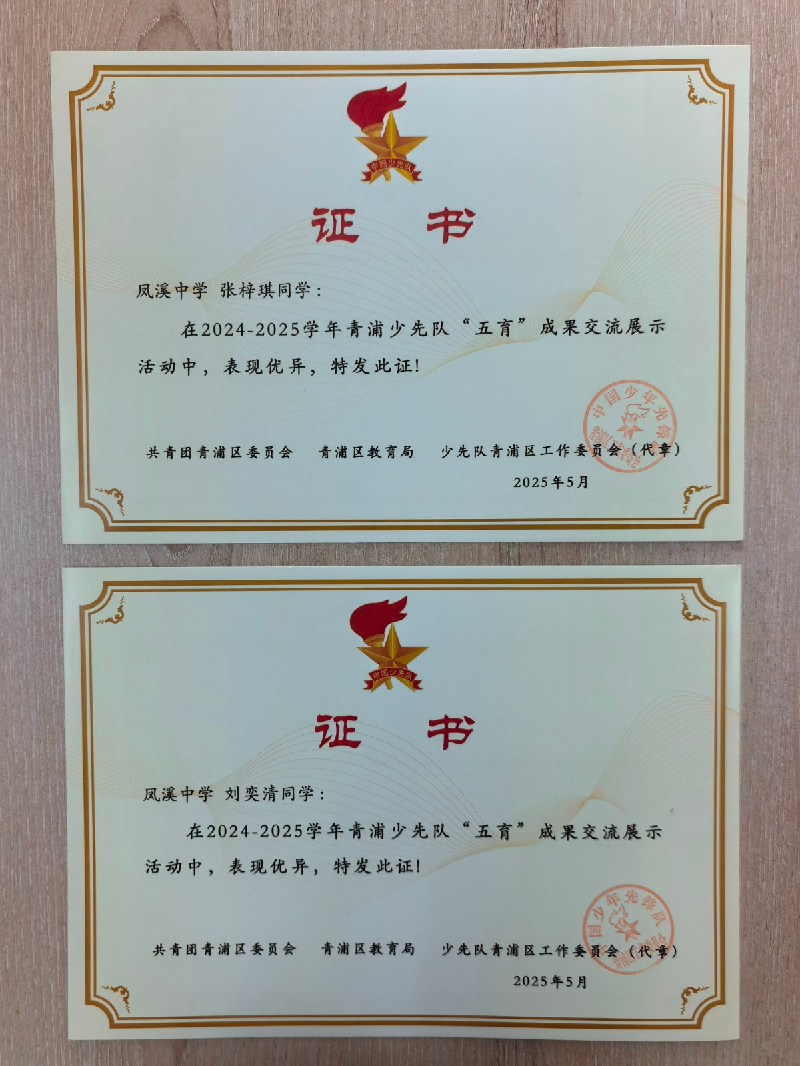 中国少先队
证 书
凤溪中学 张梓琪同学：
在2024-2025学年青浦少先队“五育”成果交流展示
活动中，表现优异，特发此证！
共青团青浦区委员会 青浦区教育局 少先队青浦区工作委员会（代章）
中国少年先锋队
2025年5月
中国少先队
证 书
凤溪中学 刘奕清同学：
在2024-2025学年青浦少先队“五育”成果交流展示
活动中，表现优异，特发此证！
共青团青浦区委员会 青浦区教育局 少先队青浦区工作委员会（代章）
国少年先锋队
2025年5月